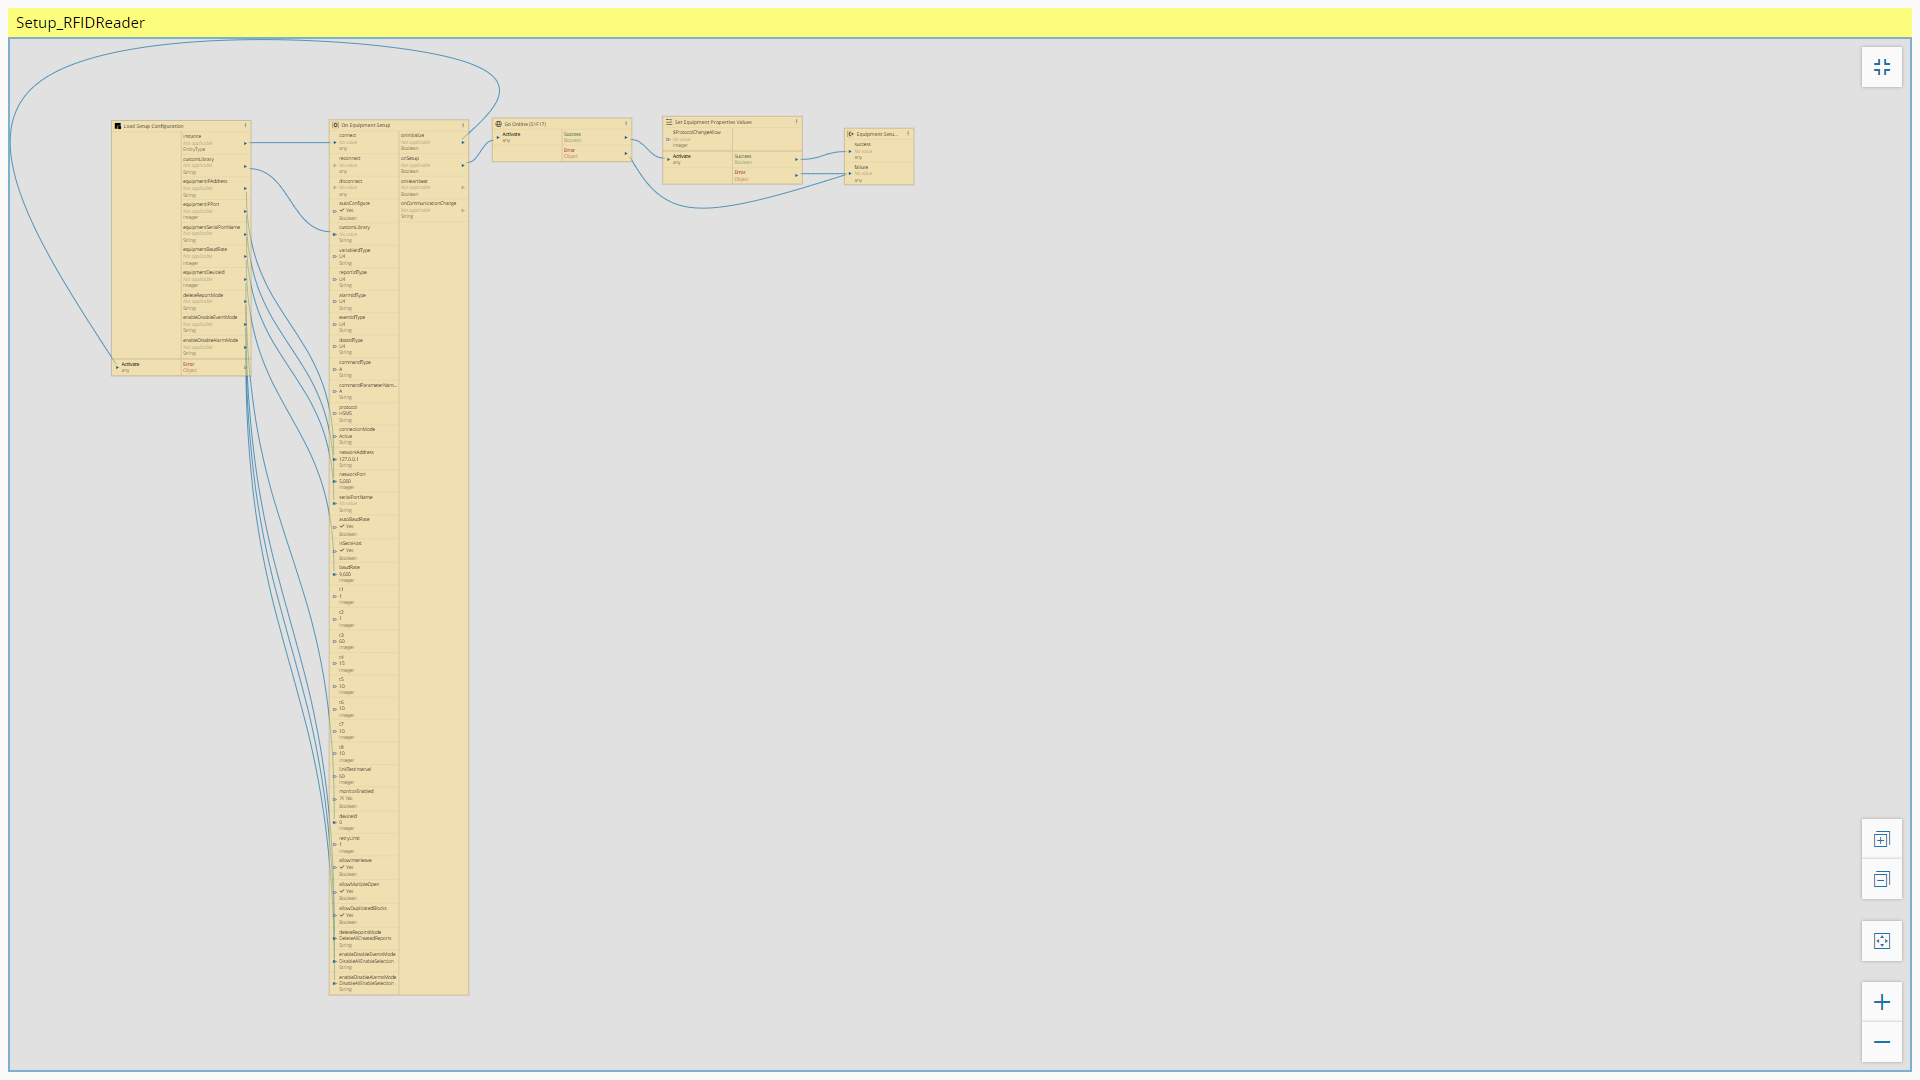 Setup_RFIDReader
Load Setup Configuration
instance
Not applicable
EntityType
customLibrary
Not applicable
String
equipmentIPAddress
Not applicable
String
equipmentIPPort
Not applicable
Integer
equipmentSerialPortName
Not applicable
String
equipmentBaudRate
Not applicable
Integer
equipmentDeviceId
Not applicable
Integer
deleteReportMode
Not applicable
String
enableDisableEventMode
Not applicable
String
enableDisableAlarmMode
Not applicable
String
Activate
any
Error
Object
On Equipment Setup
connect
No value
any
reconnect
No value
any
disconnect
No value
any
autoConfigure
Yes
Boolean
customLibrary
No value
String
variableIdType
U4
String
reportIdType
U4
String
alarmIdType
U4
String
eventIdType
U4
String
dataIdType
U4
String
commandType
A
String
commandParameterNam...
A
String
protocol
HSMS
String
connectionMode
Active
String
networkAddress
127.0.0.1
String
networkPort
5,000
Integer
serialPortName
No value
String
autoBaudRate
Yes
Boolean
isSecsHost
Yes
Boolean
baudRate
9,600
Integer
t1
1
Integer
t2
1
Integer
t3
60
Integer
t4
15
Integer
t5
10
Integer
t6
10
Integer
t7
10
Integer
t8
10
Integer
linkTestInterval
60
Integer
monitorEnabled
No
Boolean
deviceId
0
Integer
retryLimit
1
Integer
allowInterleave
Yes
Boolean
allowMultipleOpen
Yes
Boolean
allowDuplicatedBlocks
Yes
Boolean
deleteReportsMode
DeleteAllCreatedReports
String
enableDisableEventsMode
DisableAllEnableSelection
String
enableDisableAlarmsMode
DisableAllEnableSelection
String
onInitialize
Not applicable
Boolean
onSetup
Not applicable
Boolean
onHeartbeat
Not applicable
Boolean
onCommunicationChange
Not applicable
String
Go Online (S1F17)
Activate
any
Success
Boolean
Error
Object
Set Equipment Properties Values
No value
Integer
Activate
any
Success
Boolean
Error
Object
Equipment Setu...
success
No value
any
failure
No value
any